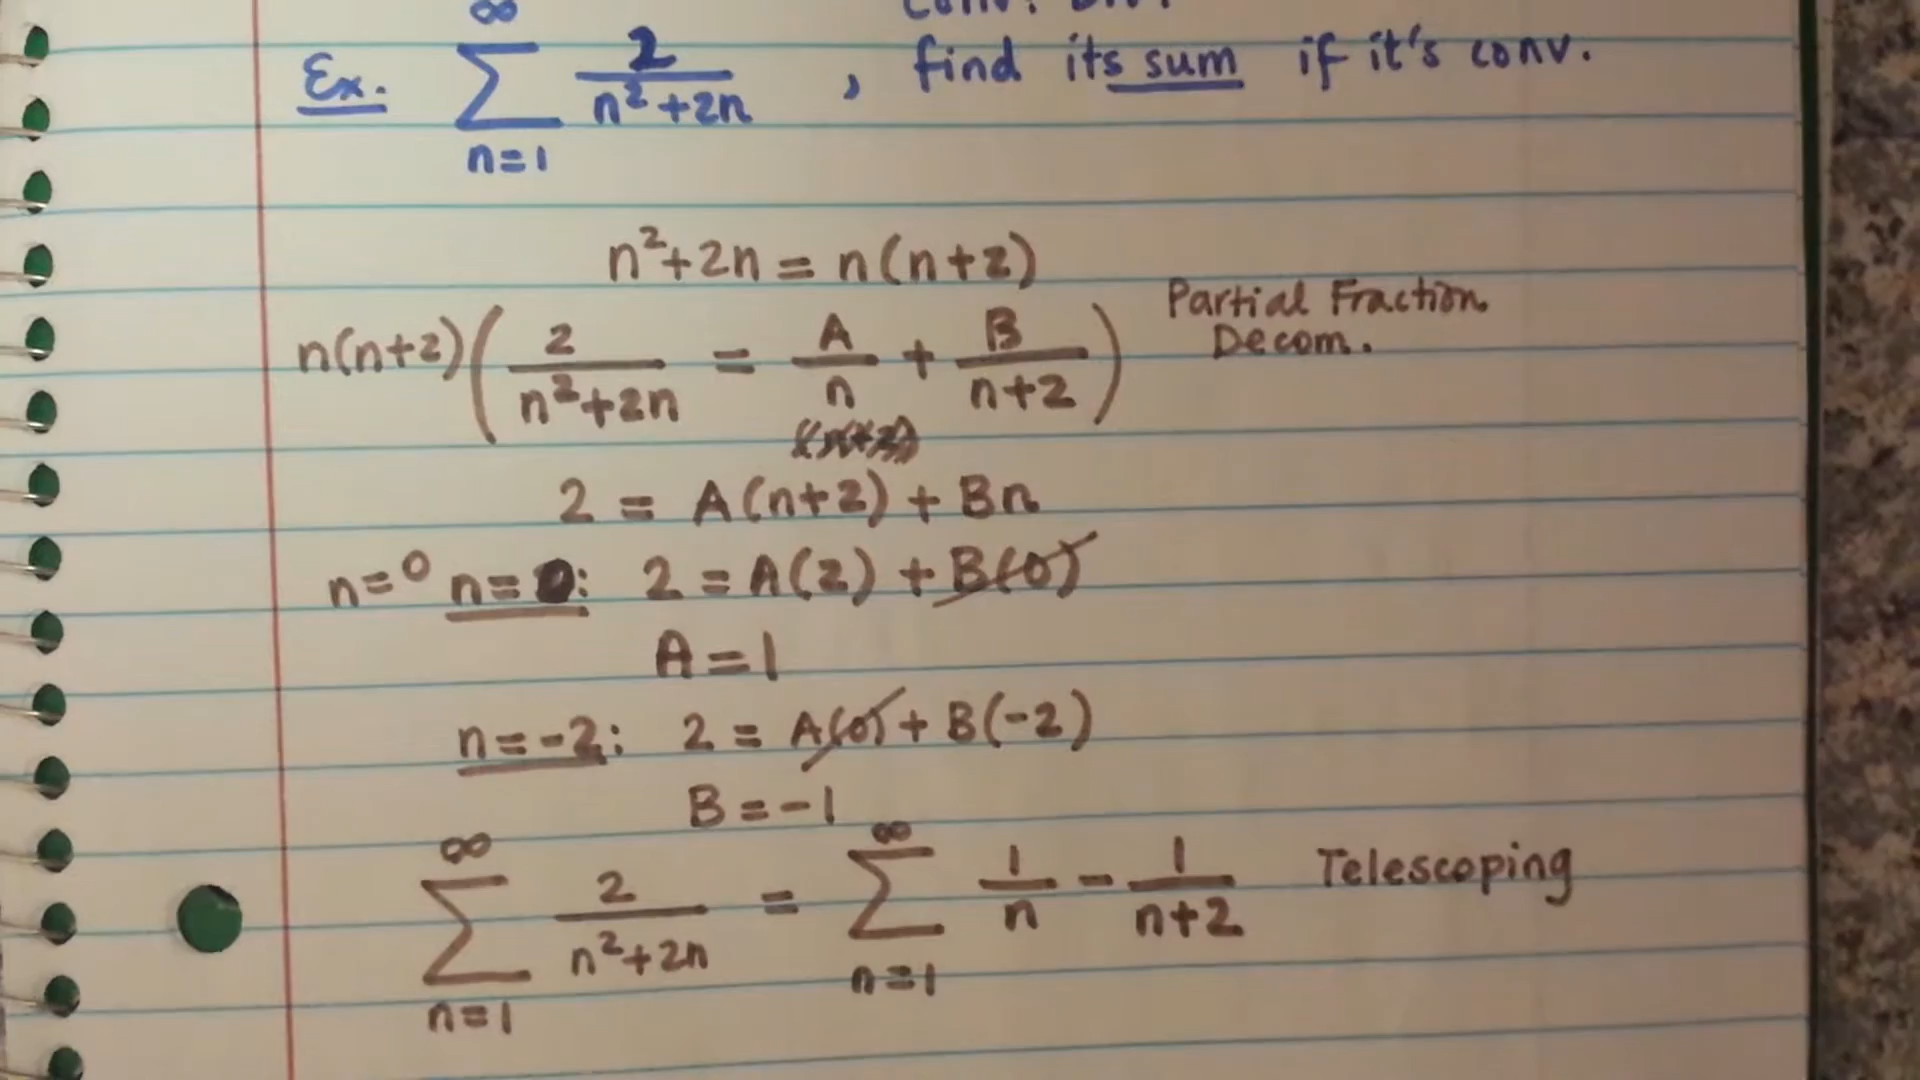 Conv. Div.
Ex. ∞ ∑ n=1 2/(n²+2n) , find its sum if it's conv.
n²+2n = n(n+2)
n(n+2)( 2/(n²+2n) = A/n + B/(n+2) ) Partial Fraction Decom.
2 = A(n+2) + Bn
n=0 n=0: 2 = A(2) + B(0)
A = 1
n=-2: 2 = A(0) + B(-2)
B = -1
∞ ∑ n=1 2/(n²+2n) = ∞ ∑ n=1 1/n - 1/(n+2) Telescoping